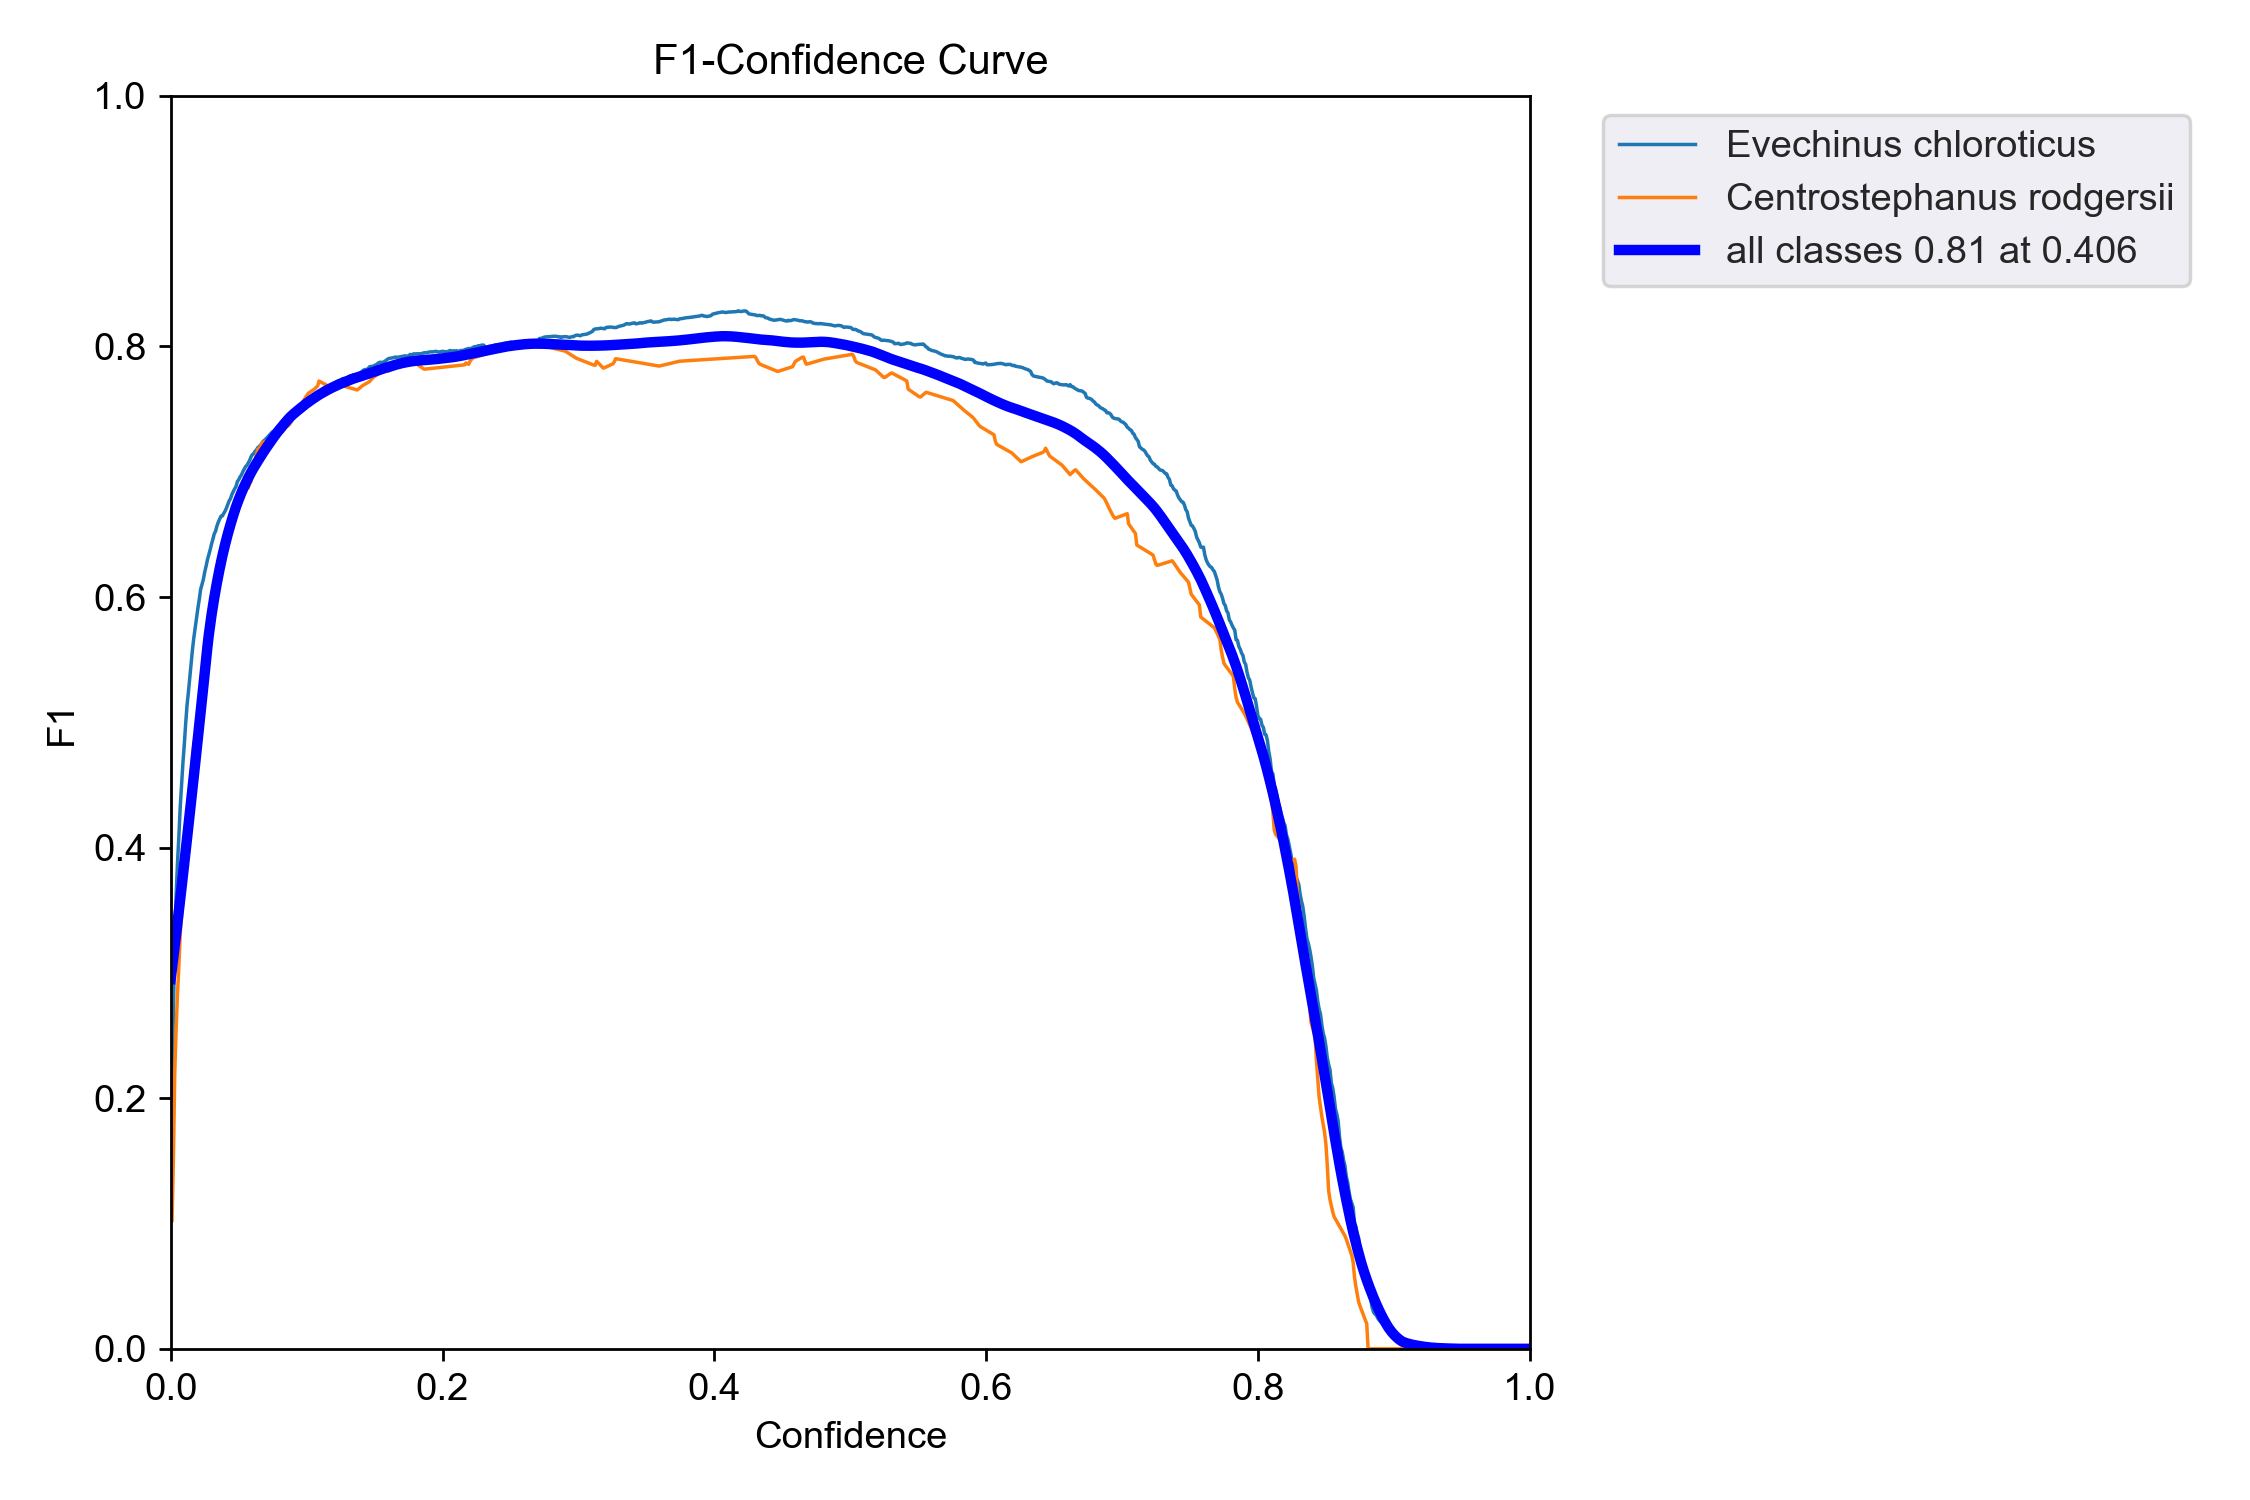 F1-Confidence Curve
1.0
0.8
0.6
0.4
0.2
0.0
F1
0.0 0.2 0.4 0.6 0.8 1.0
Confidence
Evechinus chloroticus
Centrostephanus rodgersii
all classes 0.81 at 0.406